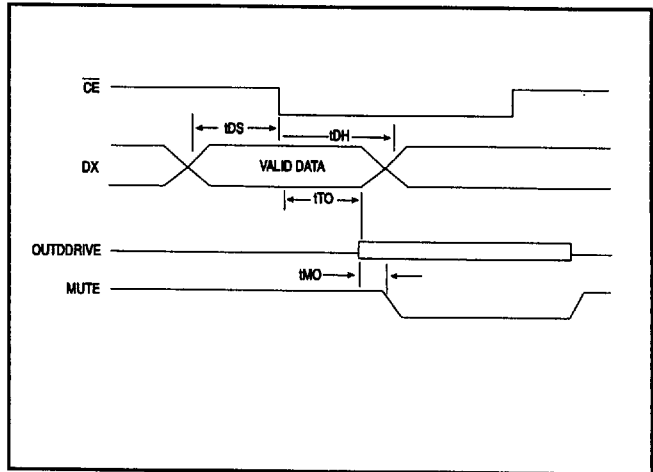 CE
tDS
tDH
DX
VALID DATA
tTO
OUTDDRIVE
tMO
MUTE